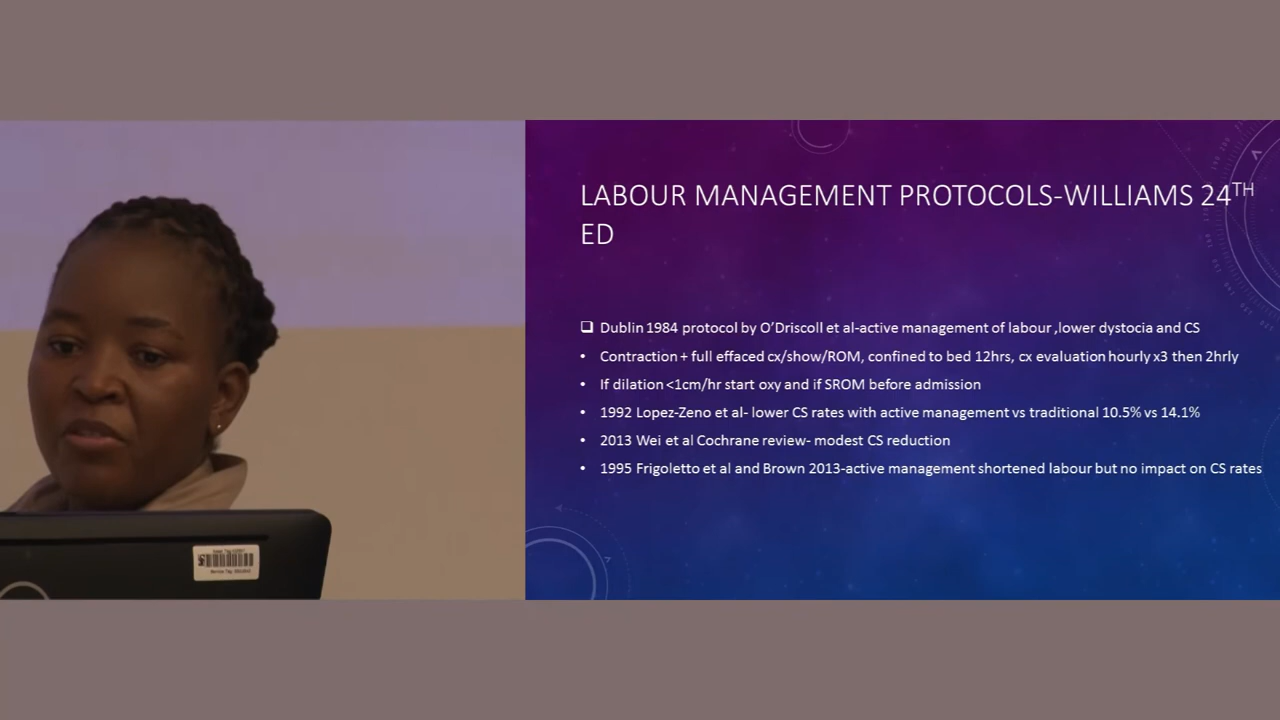 LABOUR MANAGEMENT PROTOCOLS-WILLIAMS 24TH
ED
Dublin 1984 protocol by O'Driscoll et al-active management of labour ,lower dystocia and CS
• Contraction + full effaced cx/show/ROM, confined to bed 12hrs, cx evaluation hourly x3 then 2hrly
• If dilation <1cm/hr start oxy and if SROM before admission
• 1992 Lopez-Zeno et al- lower CS rates with active management vs traditional 10.5% vs 14.1%
• 2013 Wei et al Cochrane review- modest CS reduction
• 1995 Frigoletto et al and Brown 2013-active management shortened labour but no impact on CS rates